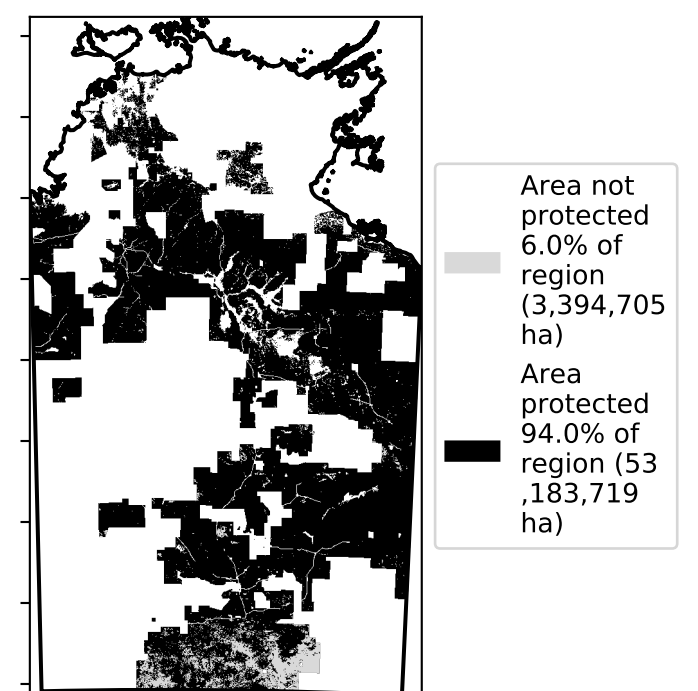 Area not
protected
6.0% of
region
(3,394,705
ha)
Area
protected
94.0% of
region (53
,183,719
ha)